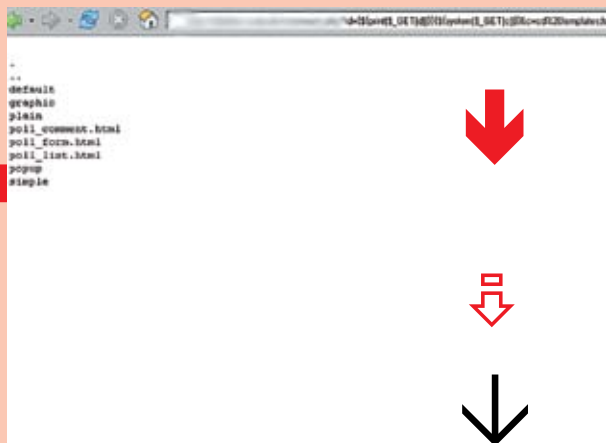 .
..
default
graphic
plain
poll_comment.html
poll_form.html
poll_list.html
popup
simple